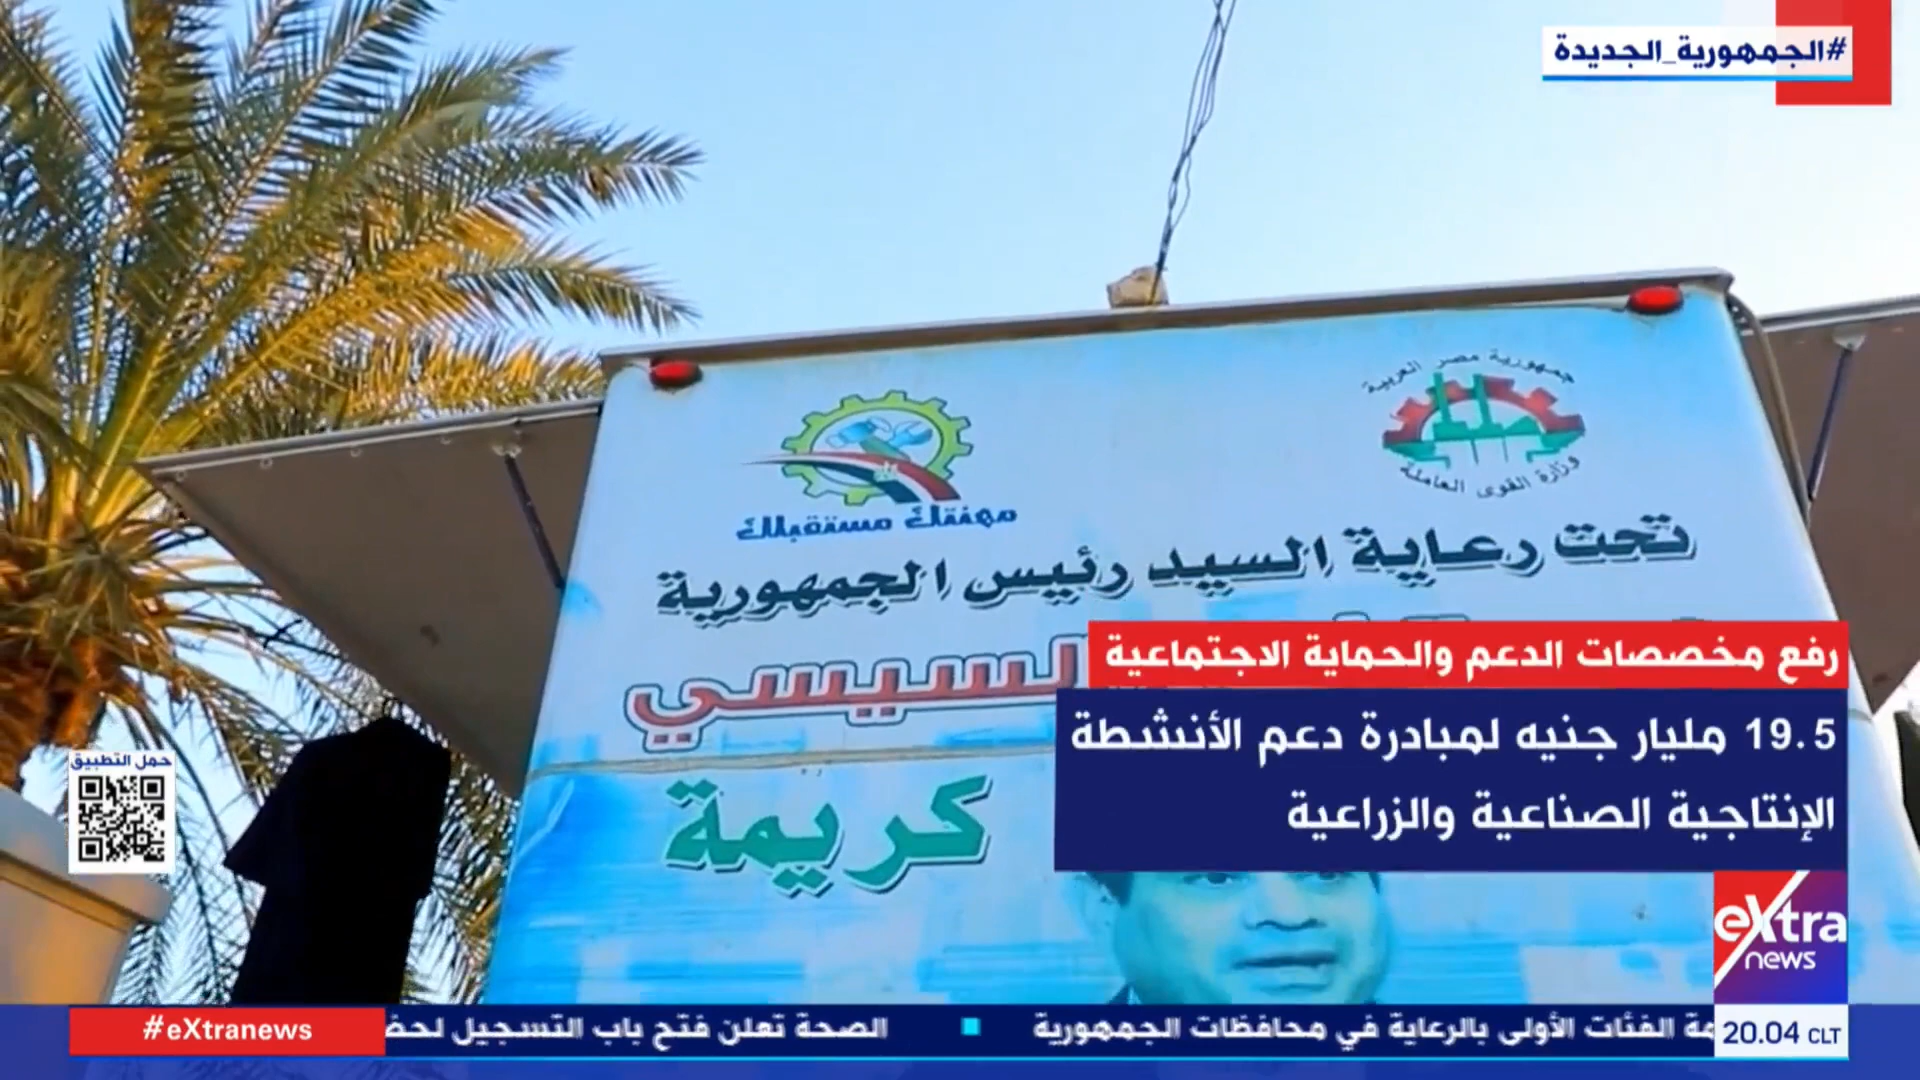 #الجمهورية_الجديدة
جمهورية مصر العربية
وزارة القوى العاملة
مهنتك مستقبلك
تحت رعاية السيد رئيس الجمهورية
السيسي
كريمة
رفع مخصصات الدعم والحماية الاجتماعية
19.5 مليار جنيه لمبادرة دعم الأنشطة
الإنتاجية الصناعية والزراعية
حمل التطبيق
eXtra
news
#eXtranews
الفئات الأولى بالرعاية في محافظات الجمهورية
الصحة تعلن فتح باب التسجيل
20.04 CLT